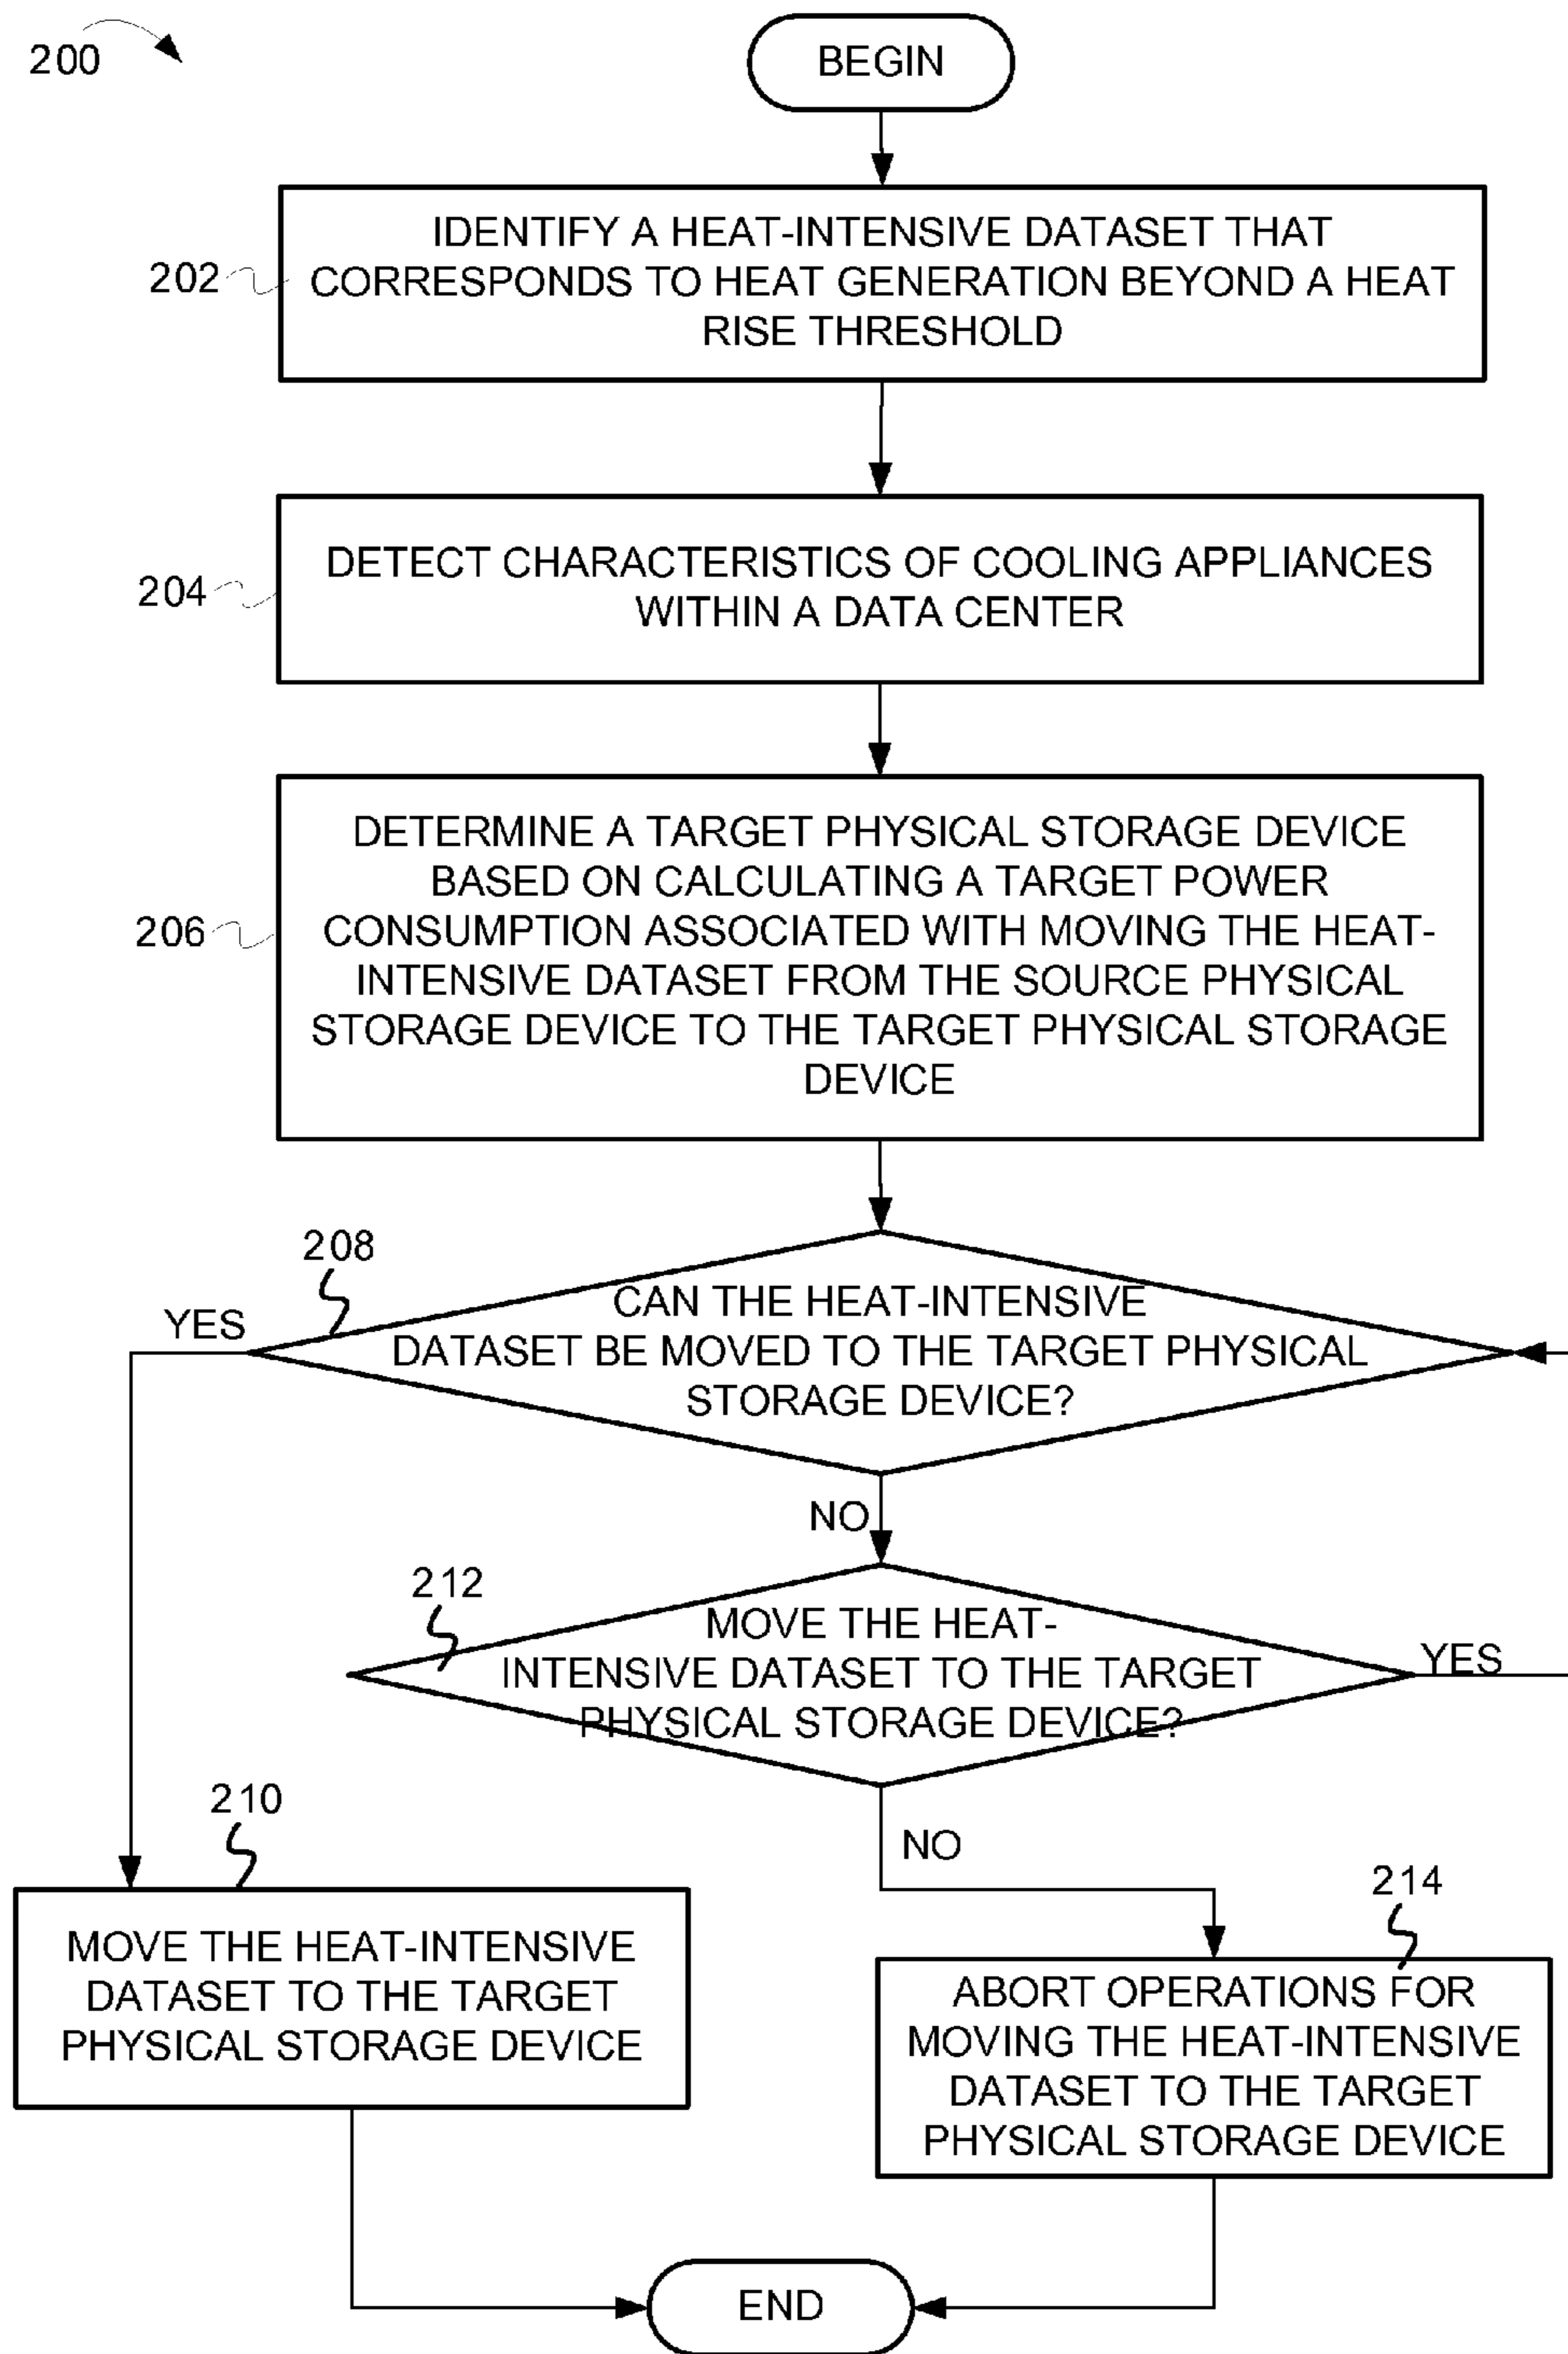 200
BEGIN
202
IDENTIFY A HEAT-INTENSIVE DATASET THAT
CORRESPONDS TO HEAT GENERATION BEYOND A HEAT
RISE THRESHOLD
204
DETECT CHARACTERISTICS OF COOLING APPLIANCES
WITHIN A DATA CENTER
206
DETERMINE A TARGET PHYSICAL STORAGE DEVICE
BASED ON CALCULATING A TARGET POWER
CONSUMPTION ASSOCIATED WITH MOVING THE HEAT-
INTENSIVE DATASET FROM THE SOURCE PHYSICAL
STORAGE DEVICE TO THE TARGET PHYSICAL STORAGE
DEVICE
208
YES
CAN THE HEAT-INTENSIVE
DATASET BE MOVED TO THE TARGET PHYSICAL
STORAGE DEVICE?
NO
212
MOVE THE HEAT-
INTENSIVE DATASET TO THE TARGET
PHYSICAL STORAGE DEVICE?
YES
NO
210
MOVE THE HEAT-INTENSIVE
DATASET TO THE TARGET
PHYSICAL STORAGE DEVICE
214
ABORT OPERATIONS FOR
MOVING THE HEAT-INTENSIVE
DATASET TO THE TARGET
PHYSICAL STORAGE DEVICE
END